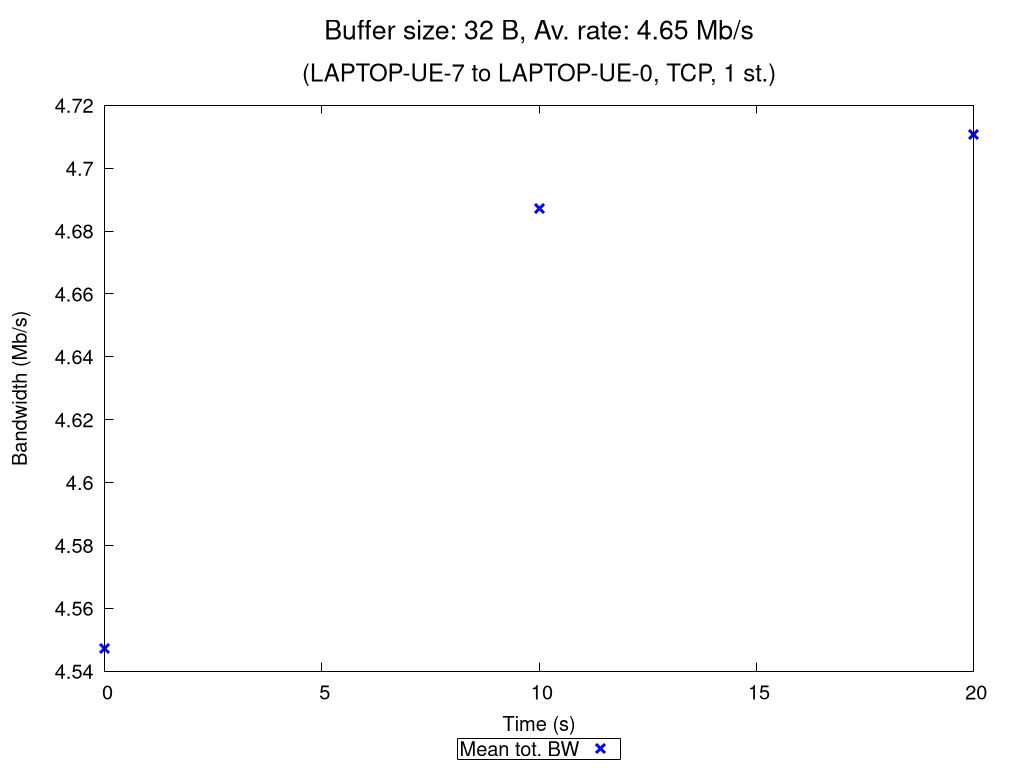 Buffer size: 32 B, Av. rate: 4.65 Mb/s
(LAPTOP-UE-7 to LAPTOP-UE-0, TCP, 1 st.)
4.72
4.7
4.68
4.66
4.64
4.62
4.6
4.58
4.56
4.54
Bandwidth (Mb/s)
0 5 10 15 20
Time (s)
Mean tot. BW